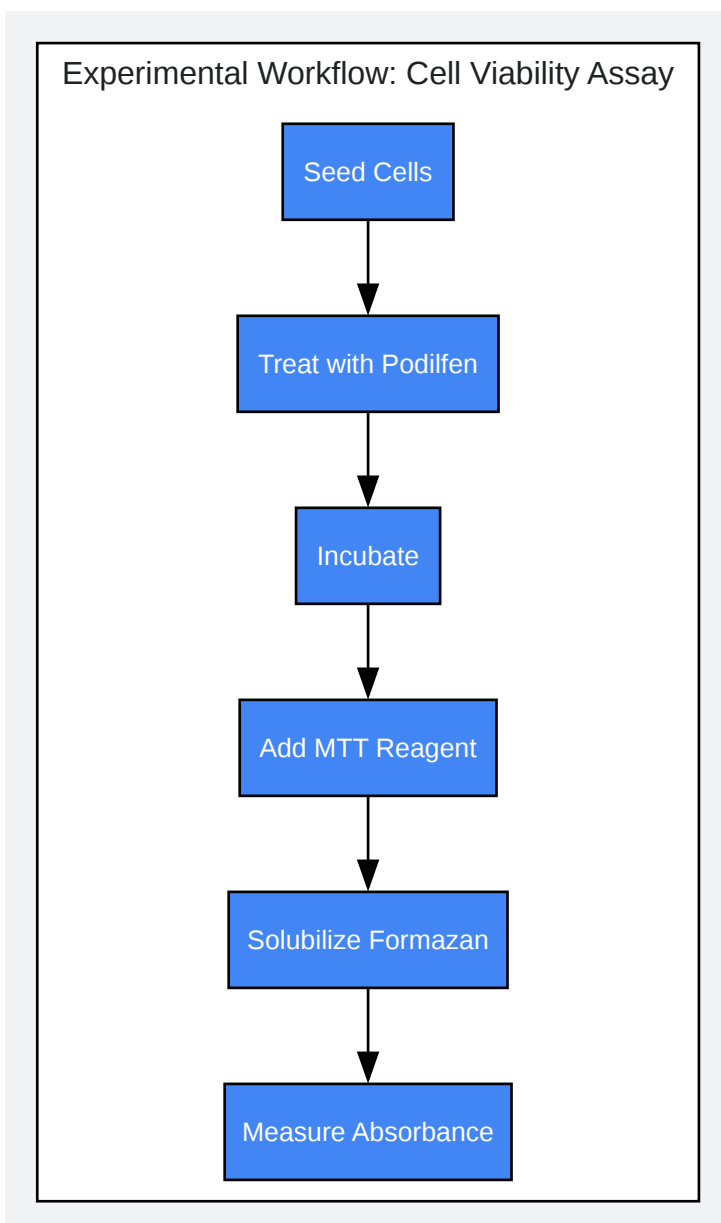 Experimental Workflow: Cell Viability Assay
Seed Cells
Treat with Podilfen
Incubate
Add MTT Reagent
Solubilize Formazan
Measure Absorbance